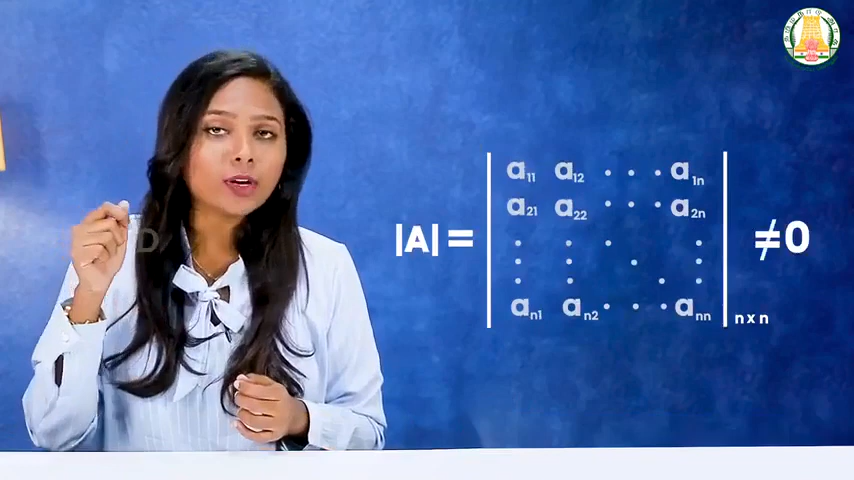 a₁₁ a₁₂ . . . a₁ₙ
a₂₁ a₂₂ . . . a₂ₙ
|A| = ≠0
aₙ₁ aₙ₂ . . . aₙₙ
n x n
D